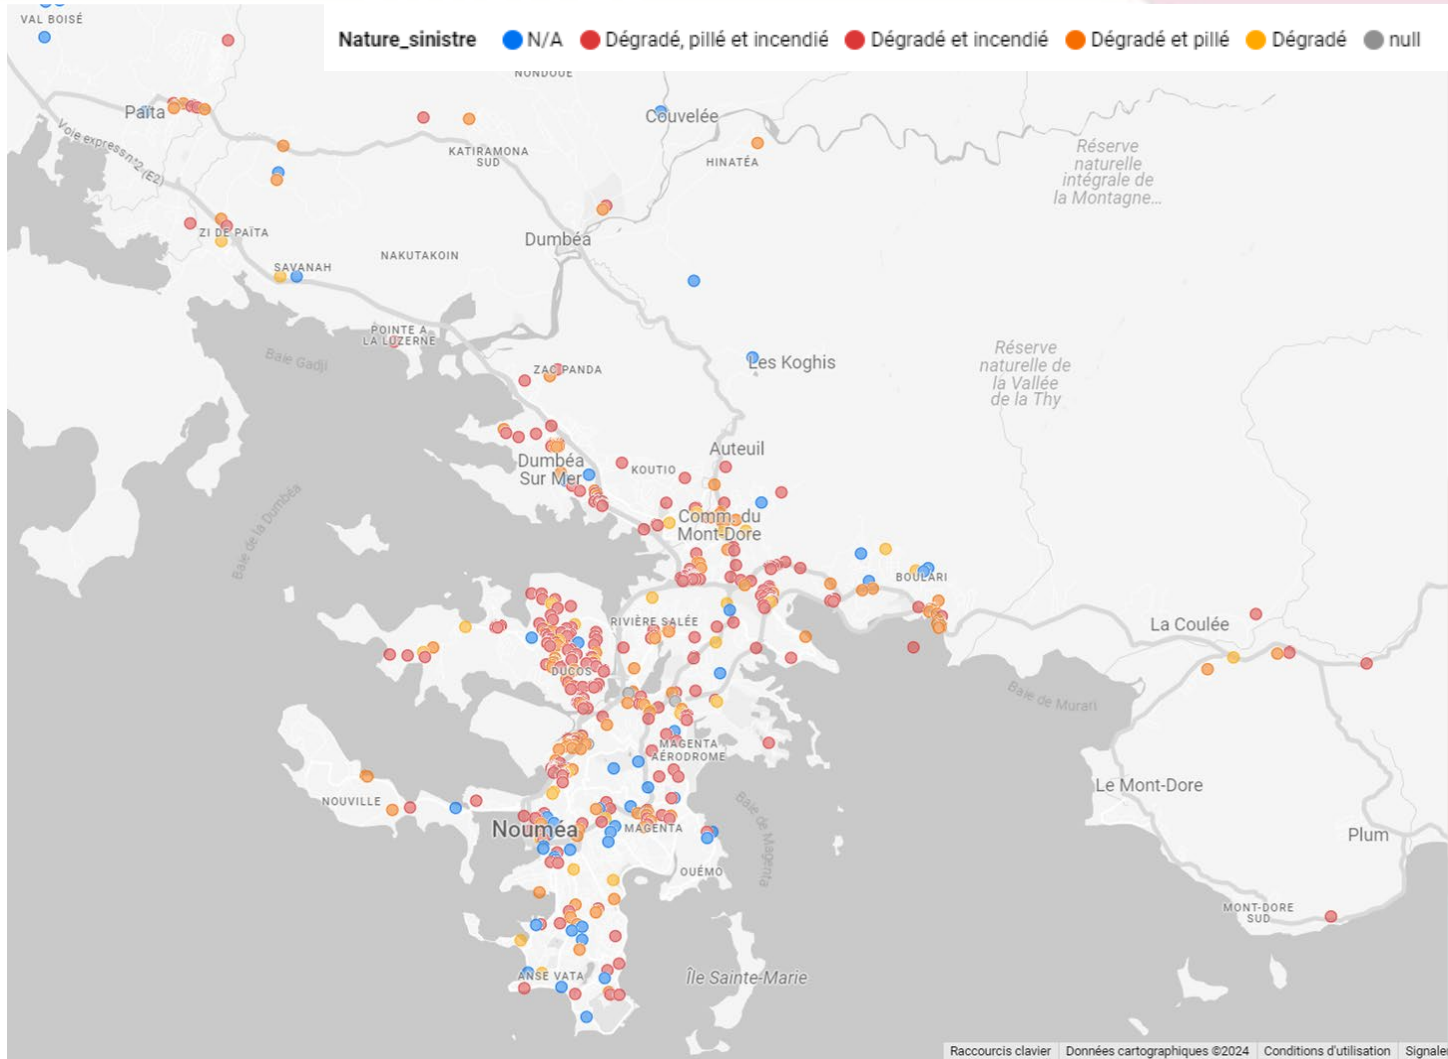 VAL BOISÉ
Nature_sinistre N/A Dégradé, pillé et incendié Dégradé et incendié Dégradé et pillé Dégradé null
NONDOUE
Païta
Couvelée
Voie express n°2 (E2)
KATIRAMONA
SUD
HINATÉA
Réserve
naturelle
intégrale de
la Montagne...
ZI DE PAÏTA
Dumbéa
NAKUTAKOIN
SAVANAH
POINTE A
LA LUZERNE
Baie Gadji
ZAC PANDA
Les Koghis
Réserve
naturelle de
la Vallée
de la Thy
Auteuil
Dumbéa
Sur Mer
KOUTIO
Baie de la Dumbéa
Comm. du
Mont-Dore
BOULARI
RIVIÈRE SALÉE
La Coulée
DUCOS
Baie de Murari
MAGENTA
AÉRODROME
NOUVILLE
Le Mont-Dore
Baie de Magenta
Nouméa
MAGENTA
Plum
OUÉMO
MONT-DORE
SUD
ANSE VATA
Île Sainte-Marie
Raccourcis clavier Données cartographiques ©2024 Conditions d'utilisation Signaler